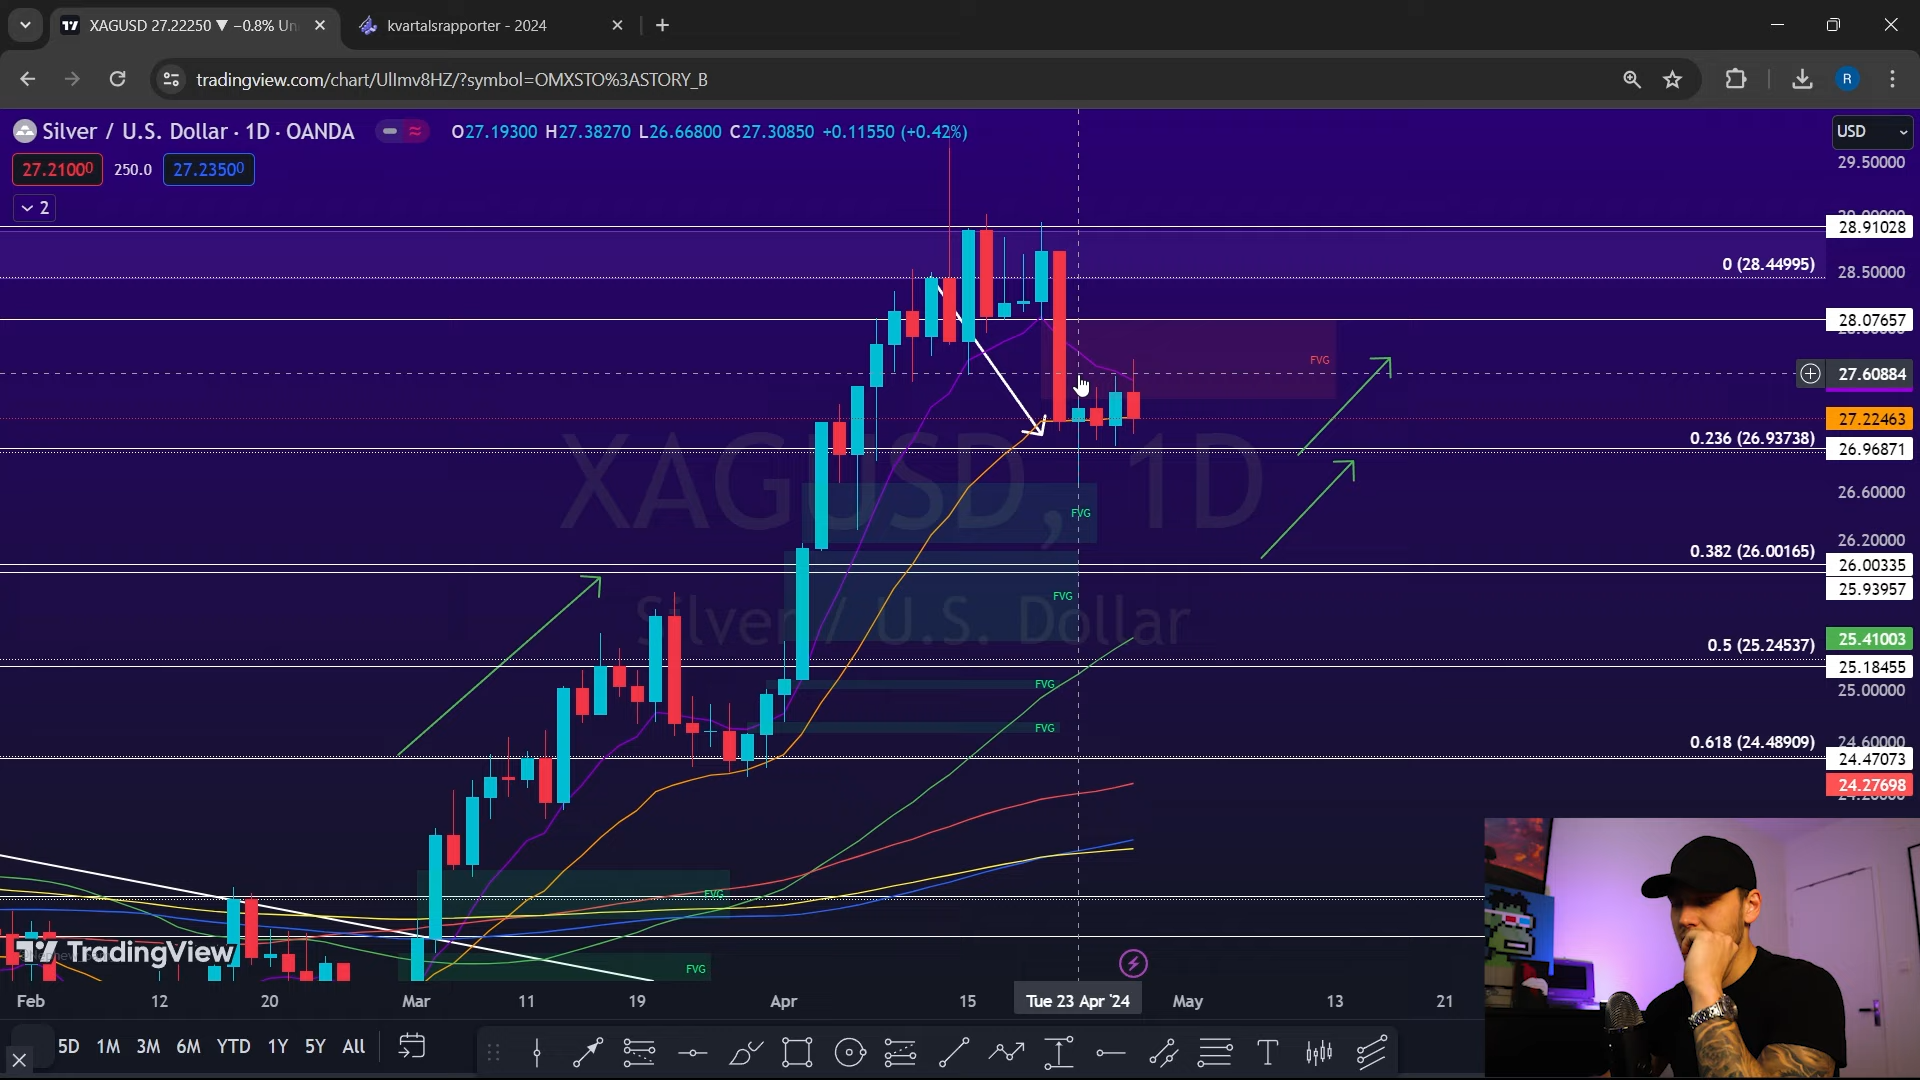 XAGUSD 27.22250 ▼ −0.8% Un
kvartalsrapporter - 2024
tradingview.com/chart/UIImv8HZ/?symbol=OMXSTO%3ASTORY_B
R
Silver / U.S. Dollar · 1D · OANDA
O27.19300 H27.38270 L26.66800 C27.30850 +0.11550 (+0.42%)
USD
27.21000
250.0
27.23500
2
29.50000
28.91028
0 (28.44995)
28.50000
28.07657
FVG
27.60884
27.22463
0.236 (26.93738)
26.96871
XAGUSD, 1D
26.60000
FVG
26.20000
0.382 (26.00165)
26.00335
25.93957
FVG
Silver / U.S. Dollar
25.41003
0.5 (25.24537)
25.18455
FVG
25.00000
FVG
0.618 (24.48909)
24.60000
24.47073
24.27698
FVG
TradingView
FVG
Feb 12 20 Mar 11 19 Apr 15 Tue 23 Apr '24 May 13 21
5D 1M 3M 6M YTD 1Y 5Y All